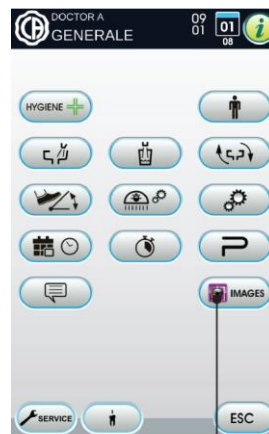 DOCTOR A
GENERALE
09
01
01
08
i
HYGIENE
IMAGES
SERVICE
ESC